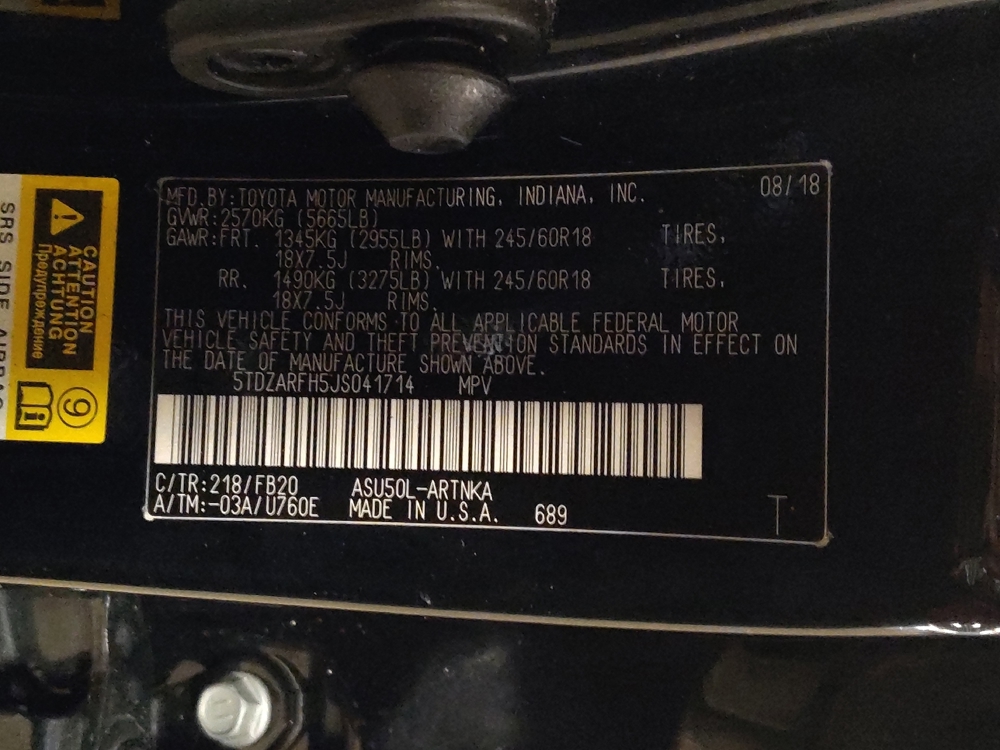 MFD.BY:TOYOTA MOTOR MANUFACTURING, INDIANA, INC. 08/18
GVWR:2570KG (5665LB)
GAWR:FRT. 1345KG (2955LB) WITH 245/60R18 TIRES,
18X7.5J RIMS,
RR. 1490KG (3275LB) WITH 245/60R18 TIRES,
18X7.5J RIMS,
THIS VEHICLE CONFORMS TO ALL APPLICABLE FEDERAL MOTOR
VEHICLE SAFETY AND THEFT PREVENTION STANDARDS IN EFFECT ON
THE DATE OF MANUFACTURE SHOWN ABOVE.
5TDZARFH5JS041714 MPV
C/TR:218/FB20 ASU50L-ARTNKA
A/TM:-03A/U760E MADE IN U.S.A. 689
T
CAUTION
ATTENTION
ACHTUNG
Предупреждение
SRS SIDE AIRBAG
9
i